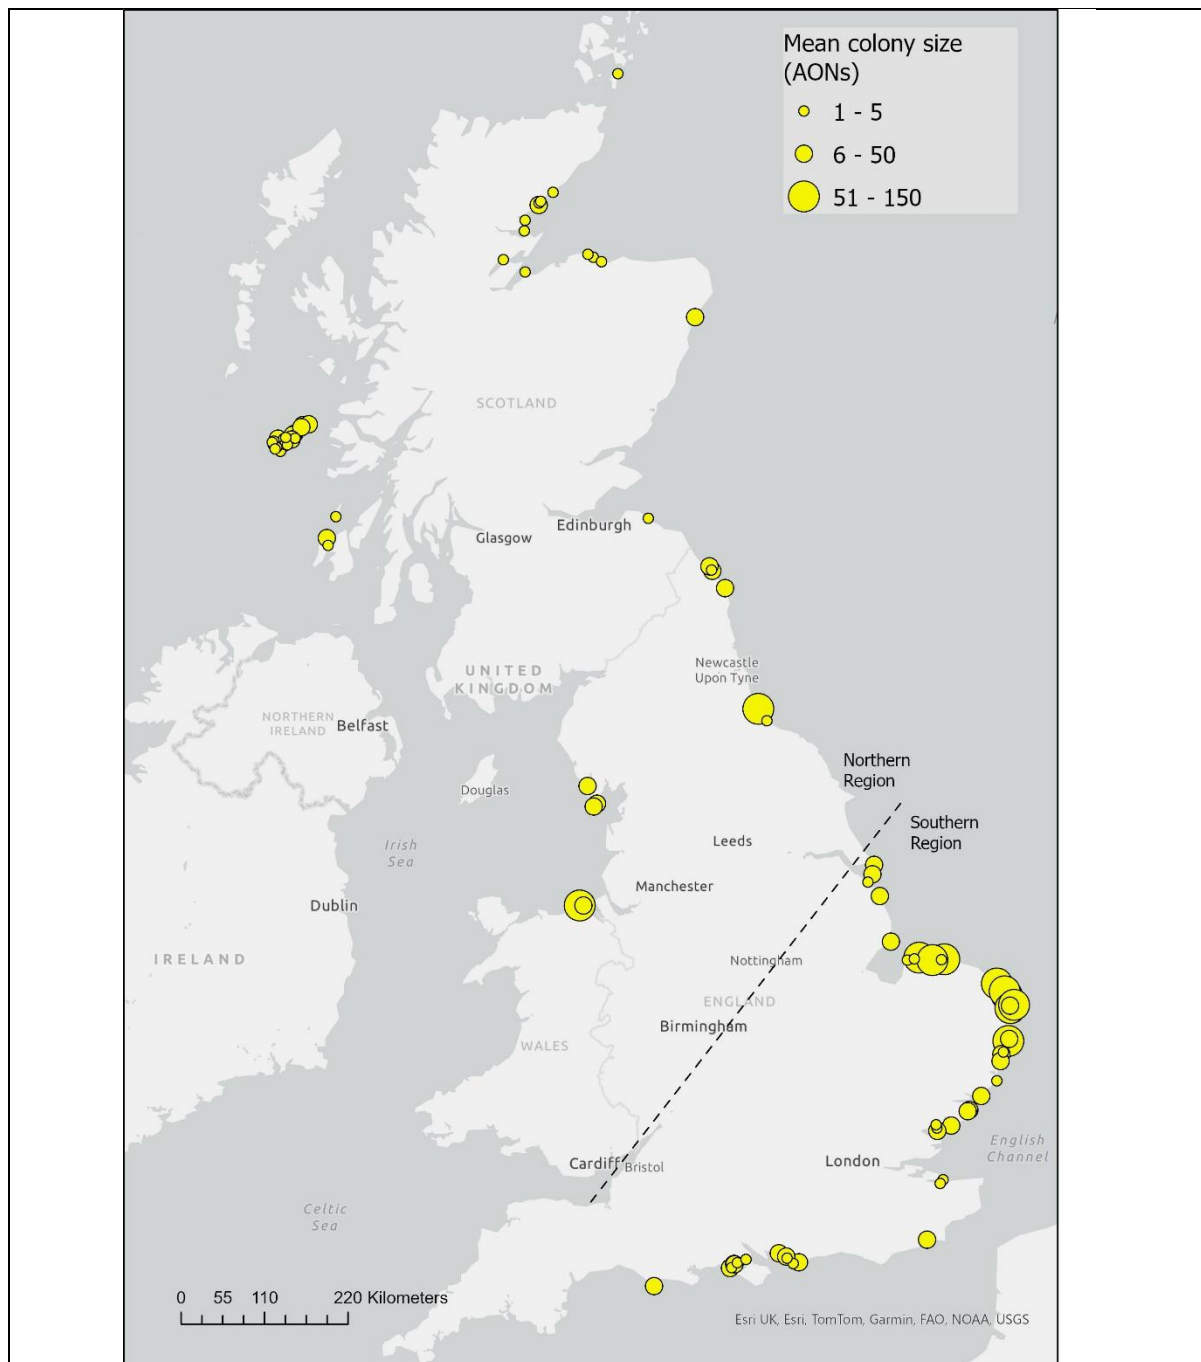 Mean colony size
(AONs)
1 - 5
6 - 50
51 - 150
SCOTLAND
Edinburgh
Glasgow
Newcastle
Upon Tyne
UNITED
KINGDOM
NORTHERN
IRELAND
Belfast
Northern
Region
Douglas
Southern
Region
Irish
Sea
Leeds
Manchester
Dublin
IRELAND
Nottingham
ENGLAND
Birmingham
WALES
English
Channel
London
Cardiff
Bristol
Celtic
Sea
0 55 110 220 Kilometers
Esri UK, Esri, TomTom, Garmin, FAO, NOAA, USGS